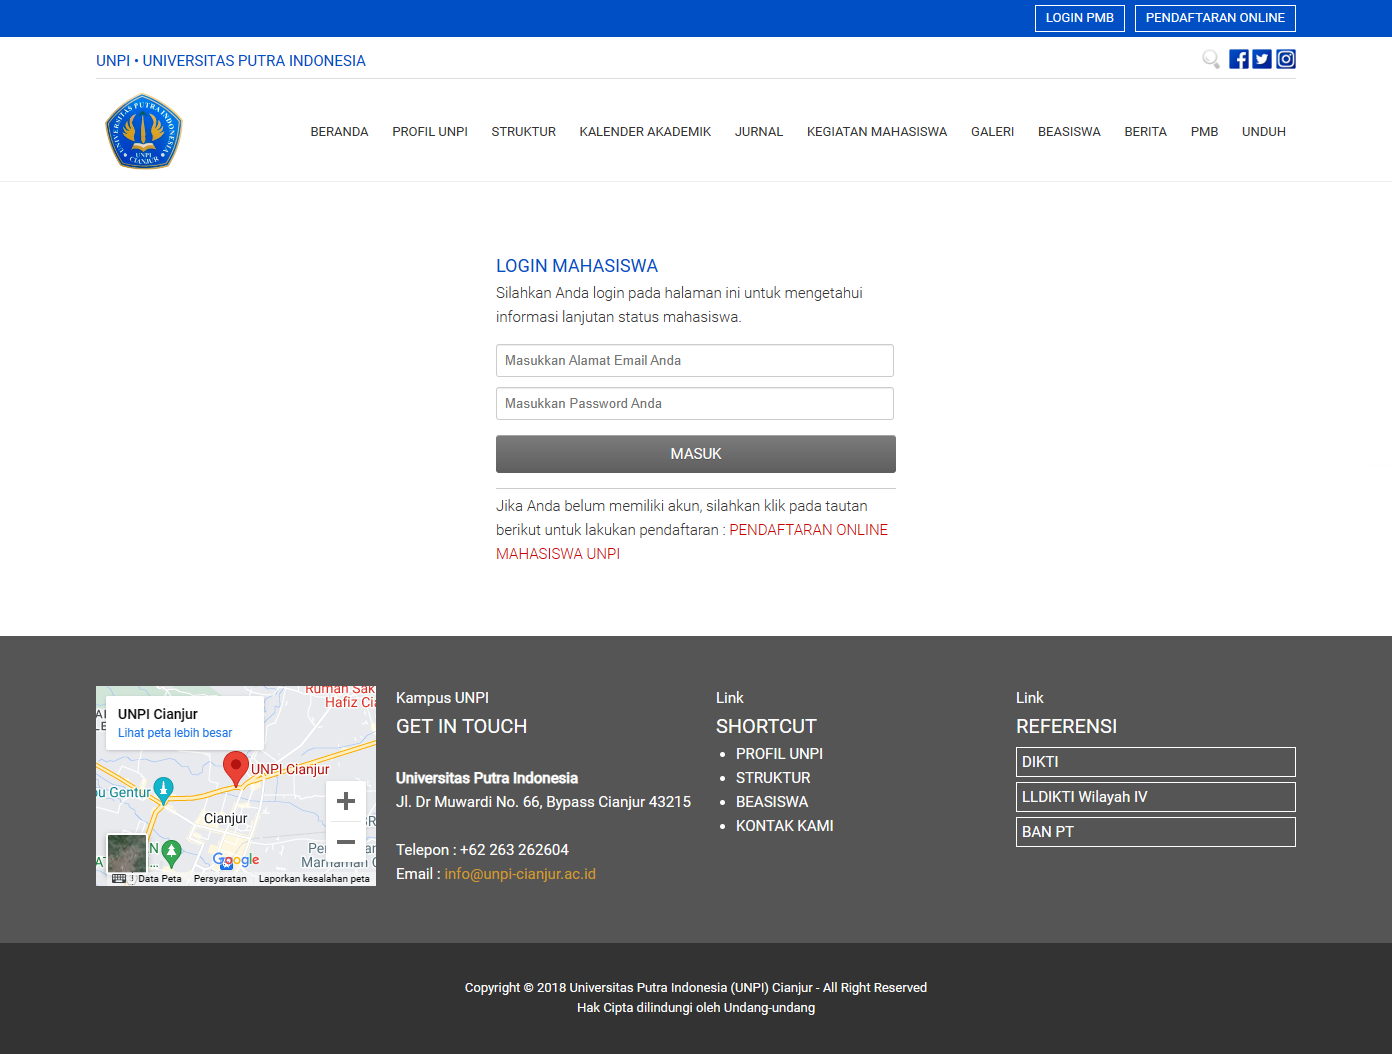 LOGIN PMB
PENDAFTARAN ONLINE
UNPI • UNIVERSITAS PUTRA INDONESIA
UNIVERSITAS PUTRA INDONESIA
UNPI
CIANJUR
BERANDA
PROFIL UNPI
STRUKTUR
KALENDER AKADEMIK
JURNAL
KEGIATAN MAHASISWA
GALERI
BEASISWA
BERITA
PMB
UNDUH
LOGIN MAHASISWA
Silahkan Anda login pada halaman ini untuk mengetahui
informasi lanjutan status mahasiswa.
Masukkan Alamat Email Anda
Masukkan Password Anda
MASUK
Jika Anda belum memiliki akun, silahkan klik pada tautan
berikut untuk lakukan pendaftaran : PENDAFTARAN ONLINE
MAHASISWA UNPI
Rumah Sak
Hafiz Cia
UNPI Cianjur
Lihat peta lebih besar
UNPI Cianjur
bu Gentur
Cianjur
Google
Data Peta
Persyaratan
Laporkan kesalahan peta
Kampus UNPI
GET IN TOUCH
Universitas Putra Indonesia
Jl. Dr Muwardi No. 66, Bypass Cianjur 43215
Telepon : +62 263 262604
Email : info@unpi-cianjur.ac.id
Link
SHORTCUT
• PROFIL UNPI
• STRUKTUR
• BEASISWA
• KONTAK KAMI
Link
REFERENSI
DIKTI
LLDIKTI Wilayah IV
BAN PT
Copyright © 2018 Universitas Putra Indonesia (UNPI) Cianjur - All Right Reserved
Hak Cipta dilindungi oleh Undang-undang